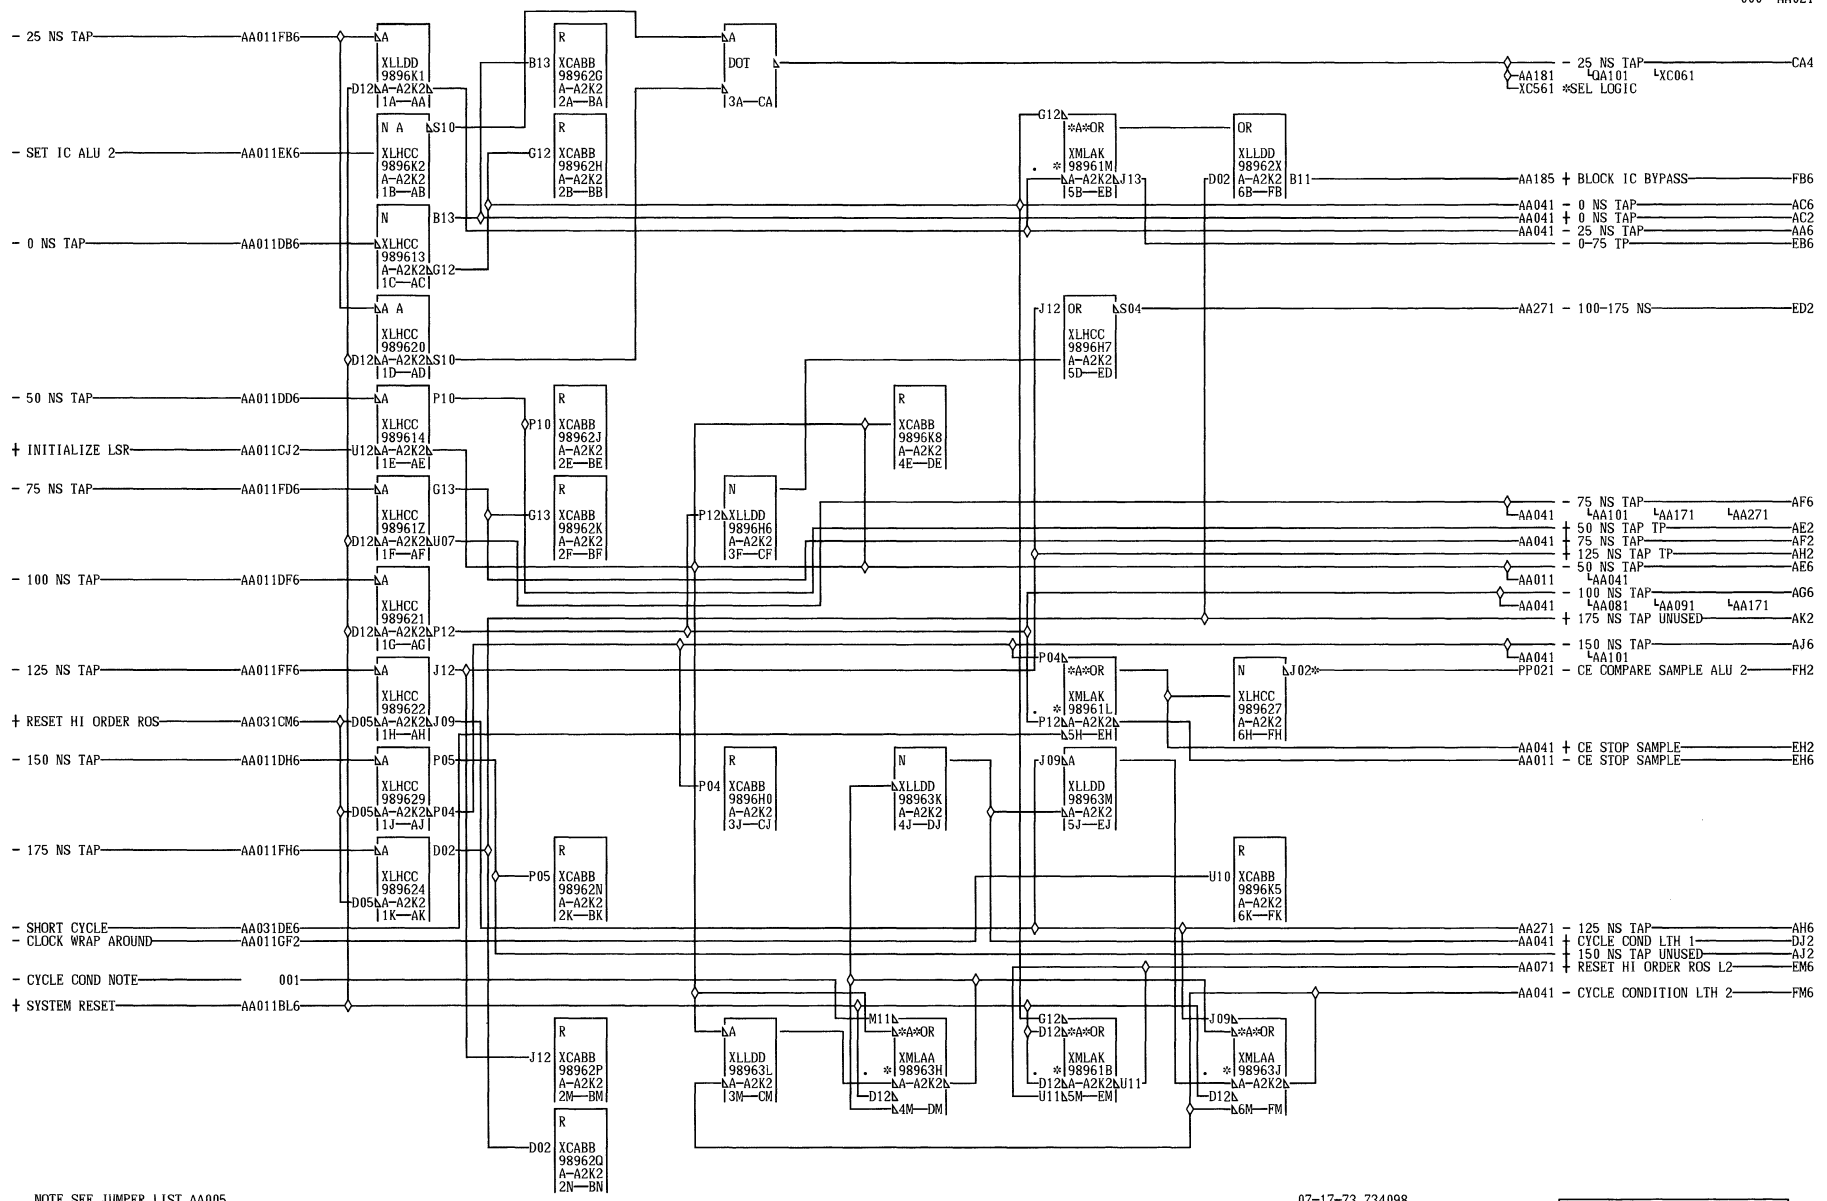 - 25 NS TAP AA011FB6
- SET IC ALU 2 AA011EK6
- 0 NS TAP AA011DB6
- 50 NS TAP AA011DD6
+ INITIALIZE LSR AA011CJ2
- 75 NS TAP AA011FD6
- 100 NS TAP AA011DF6
- 125 NS TAP AA011FF6
+ RESET HI ORDER ROS AA031CM6
- 150 NS TAP AA011DH6
- 175 NS TAP AA011FH6
- SHORT CYCLE AA031DE6
- CLOCK WRAP AROUND AA011GF2
- CYCLE COND NOTE 001
+ SYSTEM RESET AA011BL6
A
XLLDD
9896K1
D12 A-A2K2
1A—AA
N A S10
XLHCC
9896K2
A-A2K2
1B—AB
N B13
XLHCC
989613
A-A2K2 G12
1C—AC
A A
XLHCC
989620
D12 A-A2K2 S10
1D—AD
A P10
XLHCC
989614
U12 A-A2K2
1E—AE
A G13
XLHCC
98961Z
D12 A-A2K2 U07
1F—AF
A
XLHCC
989621
D12 A-A2K2 P12
1G—AG
A J12
XLHCC
989622
D05 A-A2K2 J09
1H—AH
A P05
XLHCC
989629
D05 A-A2K2 P04
1J—AJ
A D02
XLHCC
989624
D05 A-A2K2
1K—AK
R
B13 XCABB
98962G
A-A2K2
2A—BA
R
G12 XCABB
98962H
A-A2K2
2B—BB
R
P10 XCABB
98962J
A-A2K2
2E—BE
R
G13 XCABB
98962K
A-A2K2
2F—BF
R
P05 XCABB
98962N
A-A2K2
2K—BK
R
J12 XCABB
98962P
A-A2K2
2M—BM
R
D02 XCABB
98962Q
A-A2K2
2N—BN
A
DOT
3A—CA
N
P12 XLLDD
9896H6
A-A2K2
3F—CF
R
P04 XCABB
9896H0
A-A2K2
3J—CJ
A
XLLDD
98963L
A-A2K2
3M—CM
R
XCABB
9896K8
A-A2K2
4E—DE
N
XLLDD
98963K
A-A2K2
4J—DJ
M11
*A*OR
XMLAA
. * 98963H
A-A2K2
D12
4M—DM
G12
*A*OR
XMLAK
. * 98961M
A-A2K2 J13
5B—EB
J12 OR S04
XLHCC
9896H7
A-A2K2
5D—ED
P04
*A*OR
XMLAK
. * 98961L
P12 A-A2K2
5H—EH
J09 A
XLLDD
98963M
A-A2K2
5J—EJ
G12
D12 *A*OR
XMLAK
. * 98961B
D12 A-A2K2 U11
U11 5M—EM
OR
XLLDD
98962X
D02 A-A2K2 B11
6B—FB
N J02*
XLHCC
989627
A-A2K2
6H—FH
R
U10 XCABB
9896K5
A-A2K2
6K—FK
J09
*A*OR
XMLAA
. * 98963J
A-A2K2
D12
6M—FM
- 25 NS TAP CA4
AA181 QA101 XC061
XC561 *SEL LOGIC
AA185 + BLOCK IC BYPASS FB6
AA041 - 0 NS TAP AC6
AA041 + 0 NS TAP AC2
AA041 - 25 NS TAP AA6
- 0-75 TP EB6
AA271 - 100-175 NS ED2
- 75 NS TAP AF6
AA041 AA101 AA171 AA271
+ 50 NS TAP TP AE2
AA041 + 75 NS TAP AF2
+ 125 NS TAP TP AH2
- 50 NS TAP AE6
AA011 AA041
- 100 NS TAP AG6
AA041 AA081 AA091 AA171
+ 175 NS TAP UNUSED AK2
- 150 NS TAP AJ6
AA041 AA101
PP021 - CE COMPARE SAMPLE ALU 2 FH2
AA041 + CE STOP SAMPLE EH2
AA011 - CE STOP SAMPLE EH6
AA271 - 125 NS TAP AH6
AA041 + CYCLE COND LTH 1 DJ2
+ 150 NS TAP UNUSED AJ2
AA071 + RESET HI ORDER ROS L2 EM6
AA041 - CYCLE CONDITION LTH 2 FM6
NOTE SEE JUMPER LIST AA005
07-17-73 734098